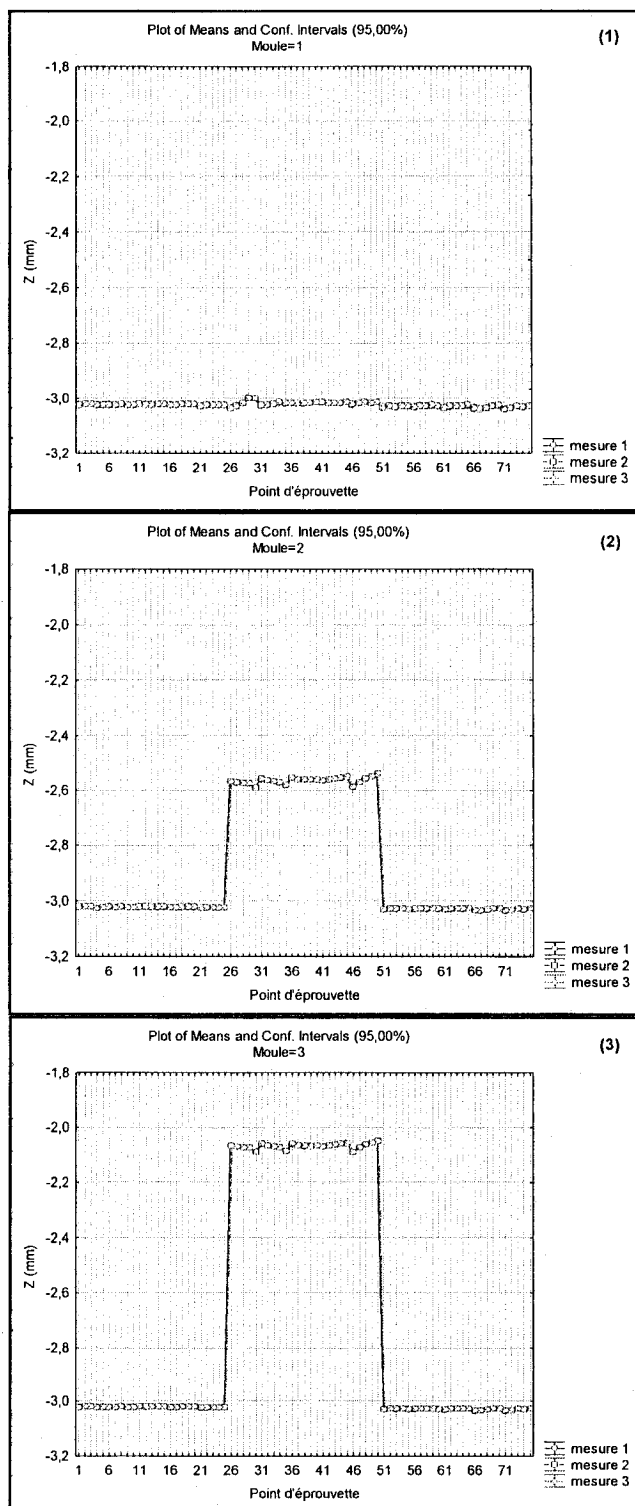 Plot of Means and Conf. Intervals (95,00%)
Moule=1
(1)
-1,8
-2,0
-2,2
-2,4
-2,6
-2,8
-3,0
-3,2
Z (mm)
1 6 11 16 21 26 31 36 41 46 51 56 61 66 71
Point d'éprouvette
mesure 1
mesure 2
mesure 3
Plot of Means and Conf. Intervals (95,00%)
Moule=2
(2)
-1,8
-2,0
-2,2
-2,4
-2,6
-2,8
-3,0
-3,2
Z (mm)
1 6 11 16 21 26 31 36 41 46 51 56 61 66 71
Point d'éprouvette
mesure 1
mesure 2
mesure 3
Plot of Means and Conf. Intervals (95,00%)
Moule=3
(3)
-1,8
-2,0
-2,2
-2,4
-2,6
-2,8
-3,0
-3,2
Z (mm)
1 6 11 16 21 26 31 36 41 46 51 56 61 66 71
Point d'éprouvette
mesure 1
mesure 2
mesure 3